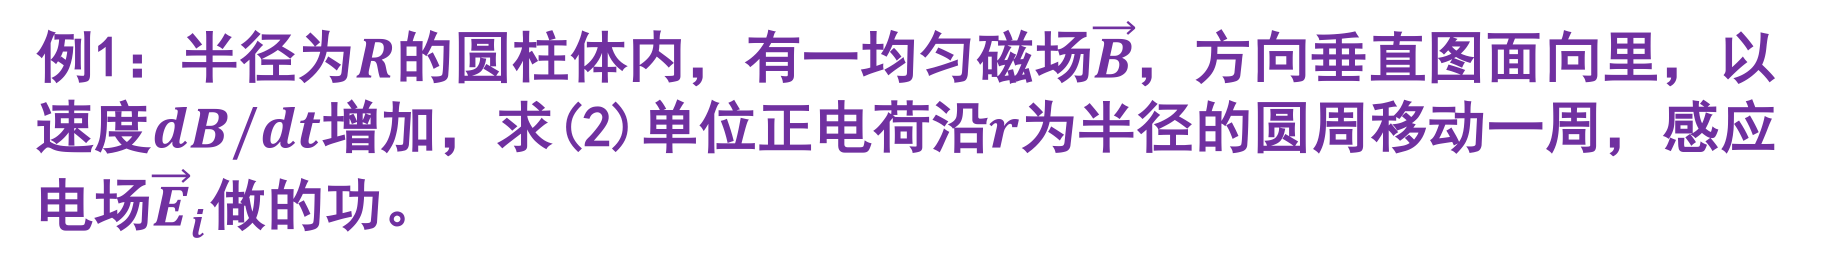 例1：半径为R的圆柱体内，有一均匀磁场$\vec{B}$，方向垂直图面向里，以
速度dB/dt增加，求(2)单位正电荷沿r为半径的圆周移动一周，感应
电场$\vec{E}_i$做的功。